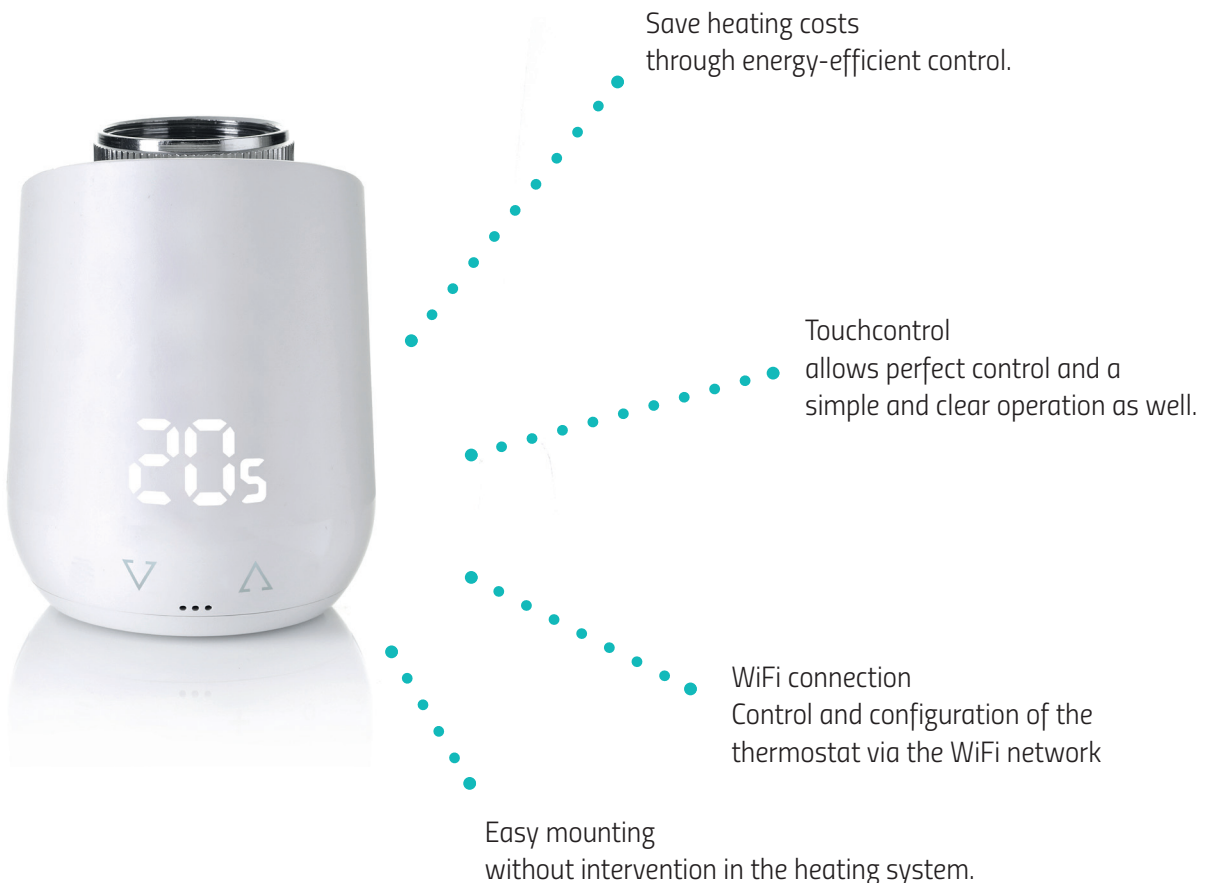 Save heating costs
through energy-efficient control.
Touchcontrol
allows perfect control and a
simple and clear operation as well.
205
WiFi connection
Control and configuration of the
thermostat via the WiFi network
Easy mounting
without intervention in the heating system.